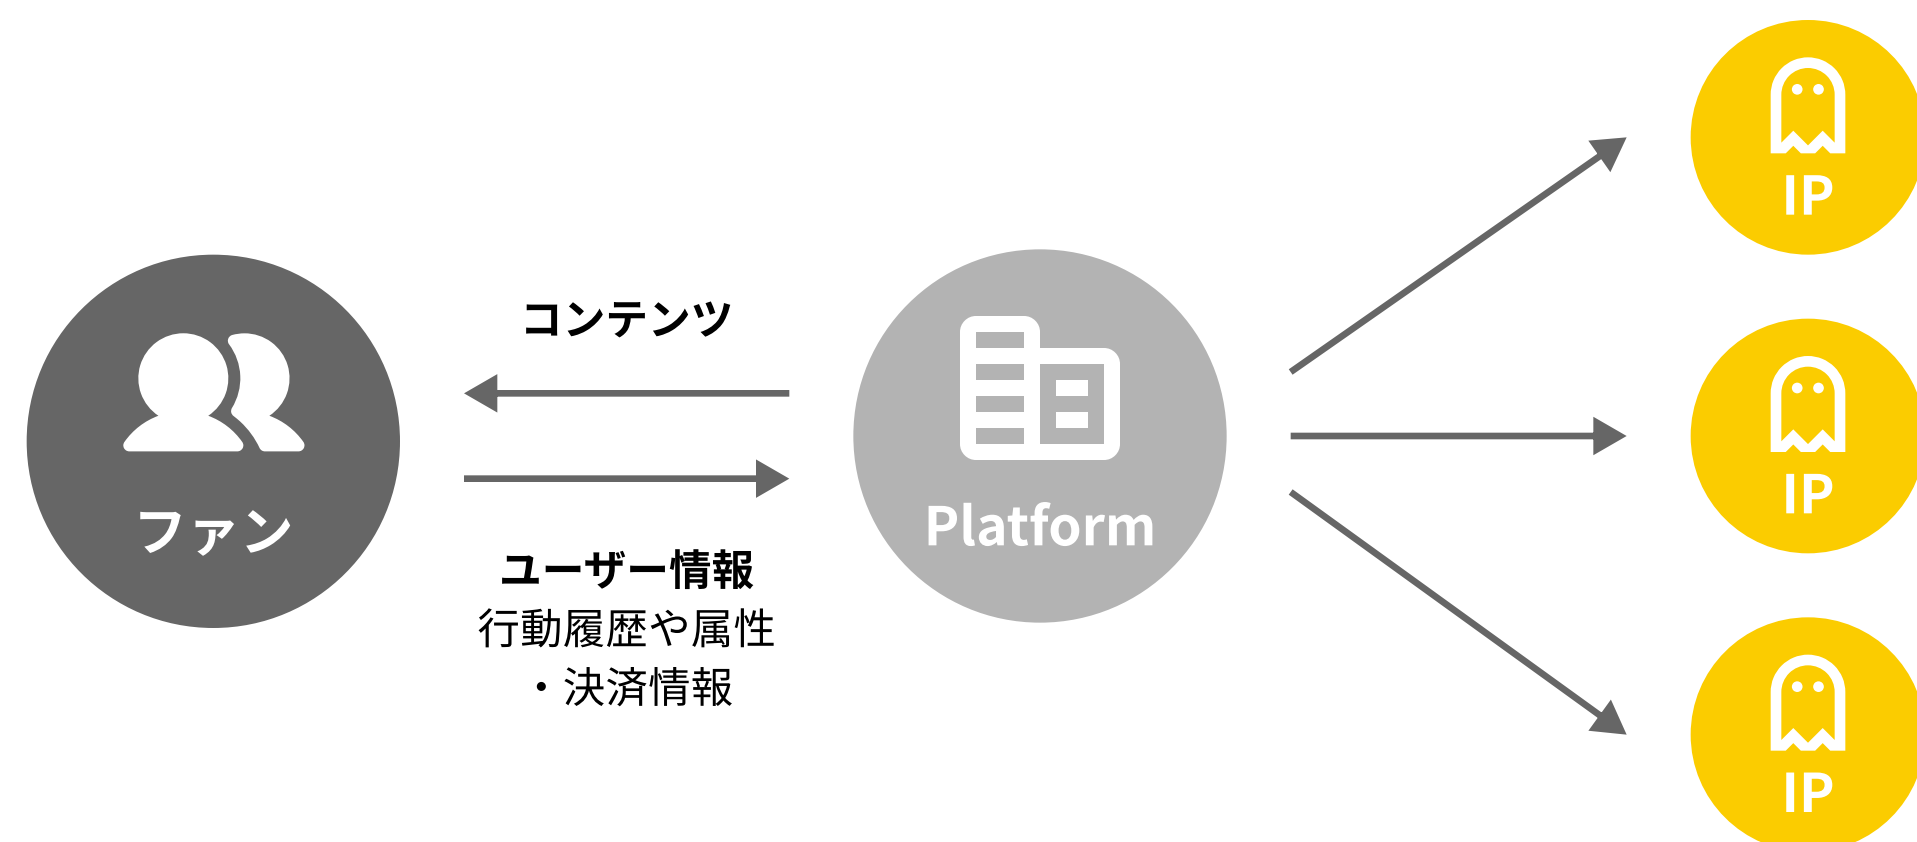 ファン
コンテンツ
ユーザー情報
行動履歴や属性
・決済情報
Platform
IP
IP
IP